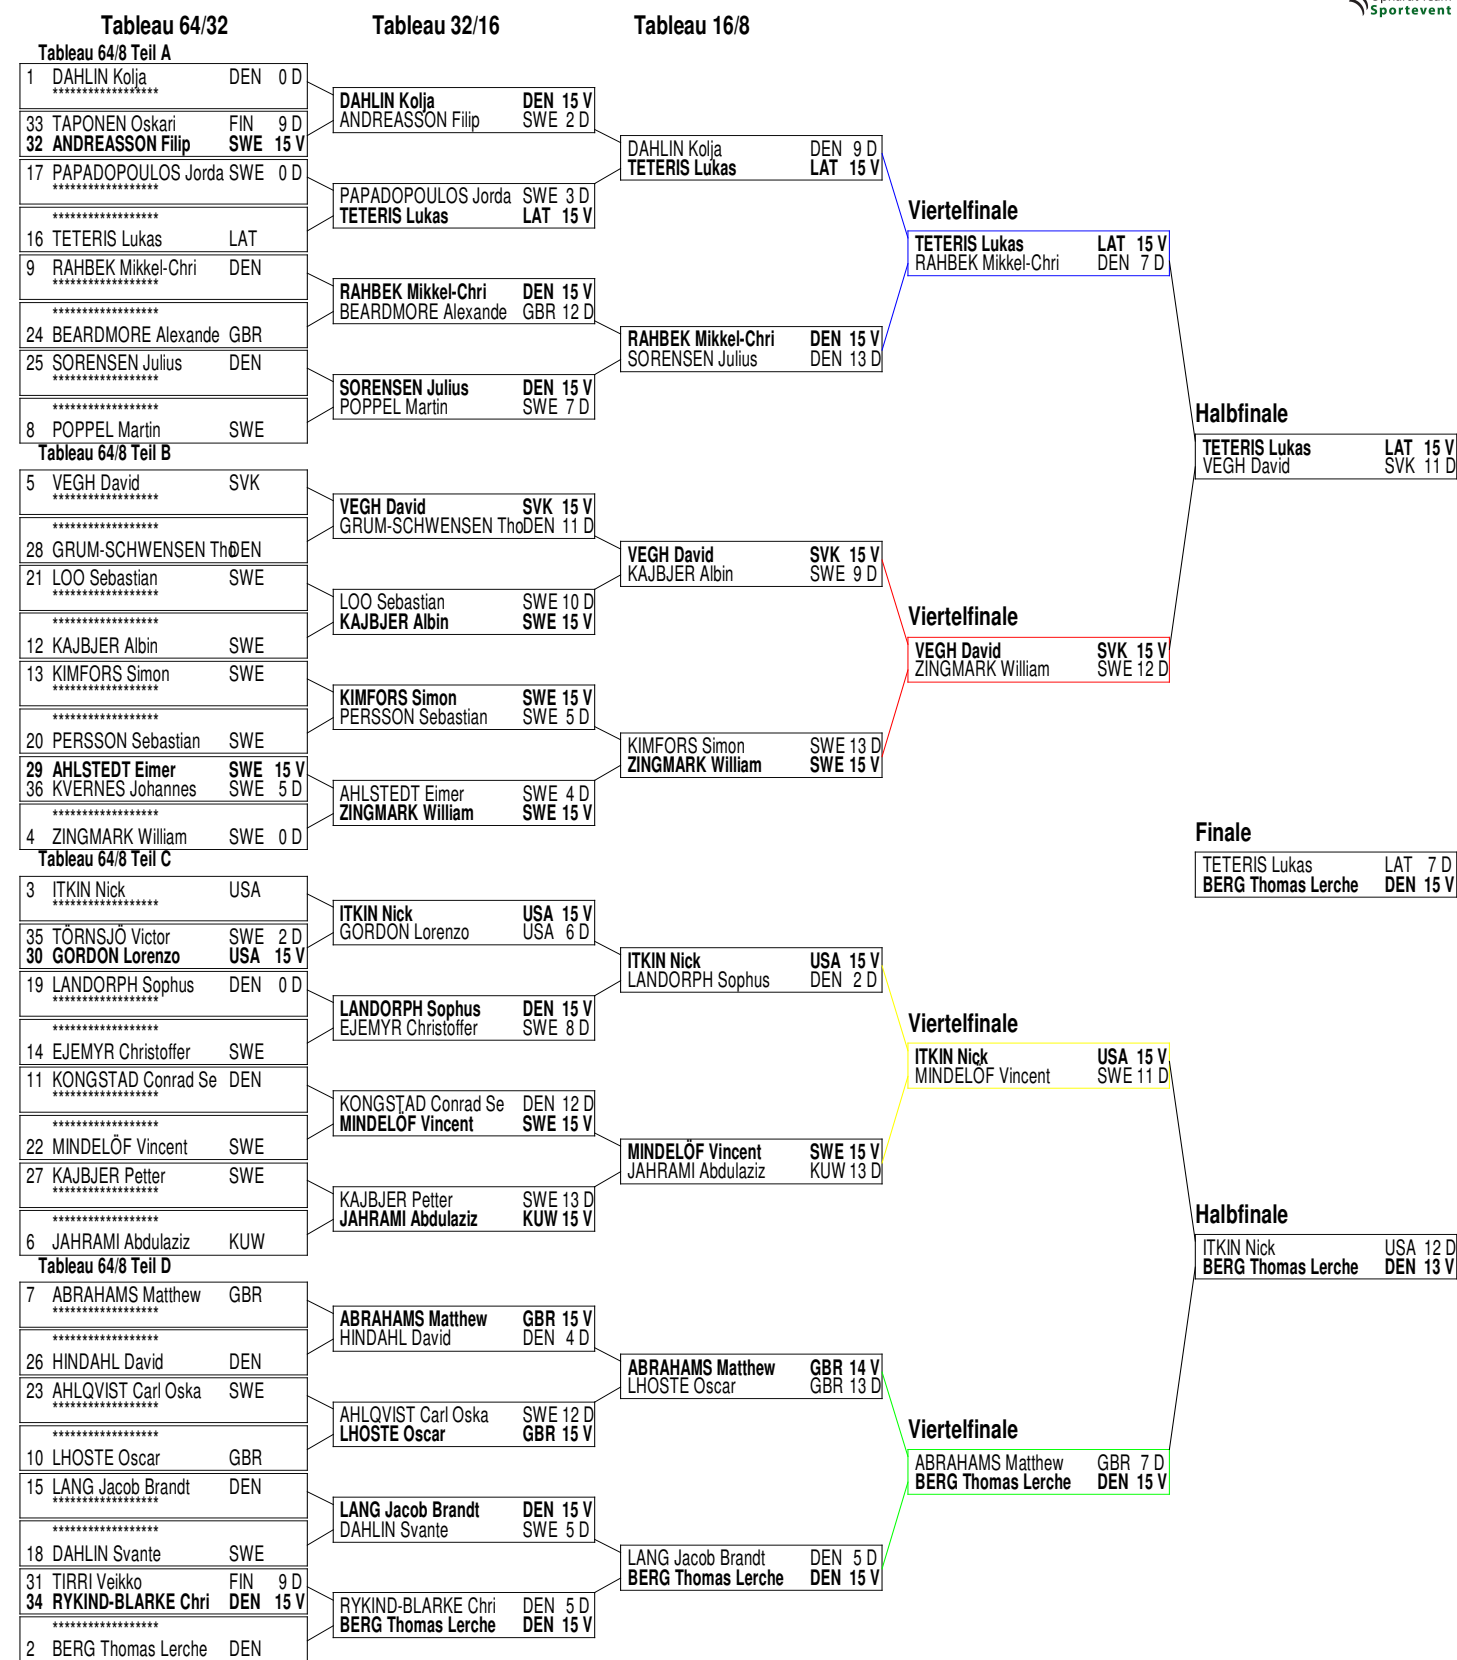 Sportevent
Tableau 64/32 Tableau 32/16 Tableau 16/8
Tableau 64/8 Teil A
1 DAHLIN Kolja DEN 0 D
******************
33 TAPONEN Oskari FIN 9 D
32 ANDREASSON Filip SWE 15 V
17 PAPADOPOULOS Jorda SWE 0 D
******************
******************
16 TETERIS Lukas LAT
9 RAHBEK Mikkel-Chri DEN
******************
******************
24 BEARDMORE Alexande GBR
25 SORENSEN Julius DEN
******************
******************
8 POPPEL Martin SWE
Tableau 64/8 Teil B
5 VEGH David SVK
******************
******************
28 GRUM-SCHWENSEN Tho DEN
21 LOO Sebastian SWE
******************
******************
12 KAJBJER Albin SWE
13 KIMFORS Simon SWE
******************
******************
20 PERSSON Sebastian SWE
29 AHLSTEDT Eimer SWE 15 V
36 KVERNES Johannes SWE 5 D
******************
4 ZINGMARK William SWE 0 D
Tableau 64/8 Teil C
3 ITKIN Nick USA
******************
35 TÖRNSJÖ Victor SWE 2 D
30 GORDON Lorenzo USA 15 V
19 LANDORPH Sophus DEN 0 D
******************
******************
14 EJEMYR Christoffer SWE
11 KONGSTAD Conrad Se DEN
******************
******************
22 MINDELÖF Vincent SWE
27 KAJBJER Petter SWE
******************
******************
6 JAHRAMI Abdulaziz KUW
Tableau 64/8 Teil D
7 ABRAHAMS Matthew GBR
******************
******************
26 HINDAHL David DEN
23 AHLQVIST Carl Oska SWE
******************
******************
10 LHOSTE Oscar GBR
15 LANG Jacob Brandt DEN
******************
******************
18 DAHLIN Svante SWE
31 TIRRI Veikko FIN 9 D
34 RYKIND-BLARKE Chri DEN 15 V
******************
2 BERG Thomas Lerche DEN
DAHLIN Kolja DEN 15 V
ANDREASSON Filip SWE 2 D
PAPADOPOULOS Jorda SWE 3 D
TETERIS Lukas LAT 15 V
RAHBEK Mikkel-Chri DEN 15 V
BEARDMORE Alexande GBR 12 D
SORENSEN Julius DEN 15 V
POPPEL Martin SWE 7 D
VEGH David SVK 15 V
GRUM-SCHWENSEN Tho DEN 11 D
LOO Sebastian SWE 10 D
KAJBJER Albin SWE 15 V
KIMFORS Simon SWE 15 V
PERSSON Sebastian SWE 5 D
AHLSTEDT Eimer SWE 4 D
ZINGMARK William SWE 15 V
ITKIN Nick USA 15 V
GORDON Lorenzo USA 6 D
LANDORPH Sophus DEN 15 V
EJEMYR Christoffer SWE 8 D
KONGSTAD Conrad Se DEN 12 D
MINDELÖF Vincent SWE 15 V
KAJBJER Petter SWE 13 D
JAHRAMI Abdulaziz KUW 15 V
ABRAHAMS Matthew GBR 15 V
HINDAHL David DEN 4 D
AHLQVIST Carl Oska SWE 12 D
LHOSTE Oscar GBR 15 V
LANG Jacob Brandt DEN 15 V
DAHLIN Svante SWE 5 D
RYKIND-BLARKE Chri DEN 5 D
BERG Thomas Lerche DEN 15 V
DAHLIN Kolja DEN 9 D
TETERIS Lukas LAT 15 V
RAHBEK Mikkel-Chri DEN 15 V
SORENSEN Julius DEN 13 D
VEGH David SVK 15 V
KAJBJER Albin SWE 9 D
KIMFORS Simon SWE 13 D
ZINGMARK William SWE 15 V
ITKIN Nick USA 15 V
LANDORPH Sophus DEN 2 D
MINDELÖF Vincent SWE 15 V
JAHRAMI Abdulaziz KUW 13 D
ABRAHAMS Matthew GBR 14 V
LHOSTE Oscar GBR 13 D
LANG Jacob Brandt DEN 5 D
BERG Thomas Lerche DEN 15 V
Viertelfinale
TETERIS Lukas LAT 15 V
RAHBEK Mikkel-Chri DEN 7 D
Viertelfinale
VEGH David SVK 15 V
ZINGMARK William SWE 12 D
Viertelfinale
ITKIN Nick USA 15 V
MINDELÖF Vincent SWE 11 D
Viertelfinale
ABRAHAMS Matthew GBR 7 D
BERG Thomas Lerche DEN 15 V
Halbfinale
TETERIS Lukas LAT 15 V
VEGH David SVK 11 D
Finale
TETERIS Lukas LAT 7 D
BERG Thomas Lerche DEN 15 V
Halbfinale
ITKIN Nick USA 12 D
BERG Thomas Lerche DEN 13 V